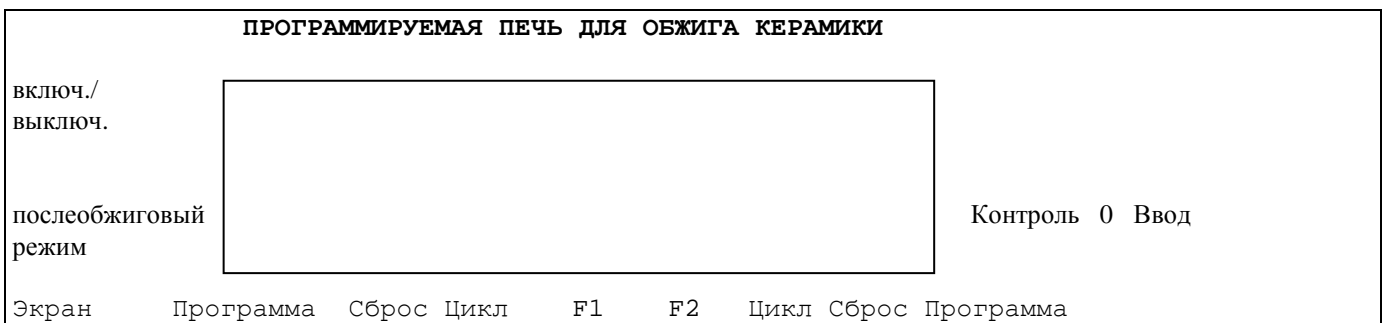 ПРОГРАММИРУЕМАЯ ПЕЧЬ ДЛЯ ОБЖИГА КЕРАМИКИ
включ./
выключ.
послеобжиговый
режим
Контроль 0 Ввод
Экран Программа Сброс Цикл F1 F2 Цикл Сброс Программа